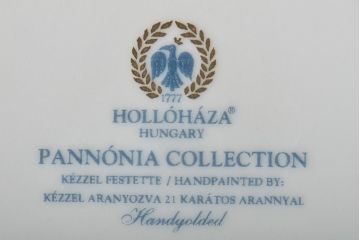 1777
HOLLÓHÁZA®
HUNGARY
PANNÓNIA COLLECTION
KÉZZEL FESTETTE / HANDPAINTED BY:
KÉZZEL ARANYOZVA 21 KARÁTOS ARANNYAL
Handgolded